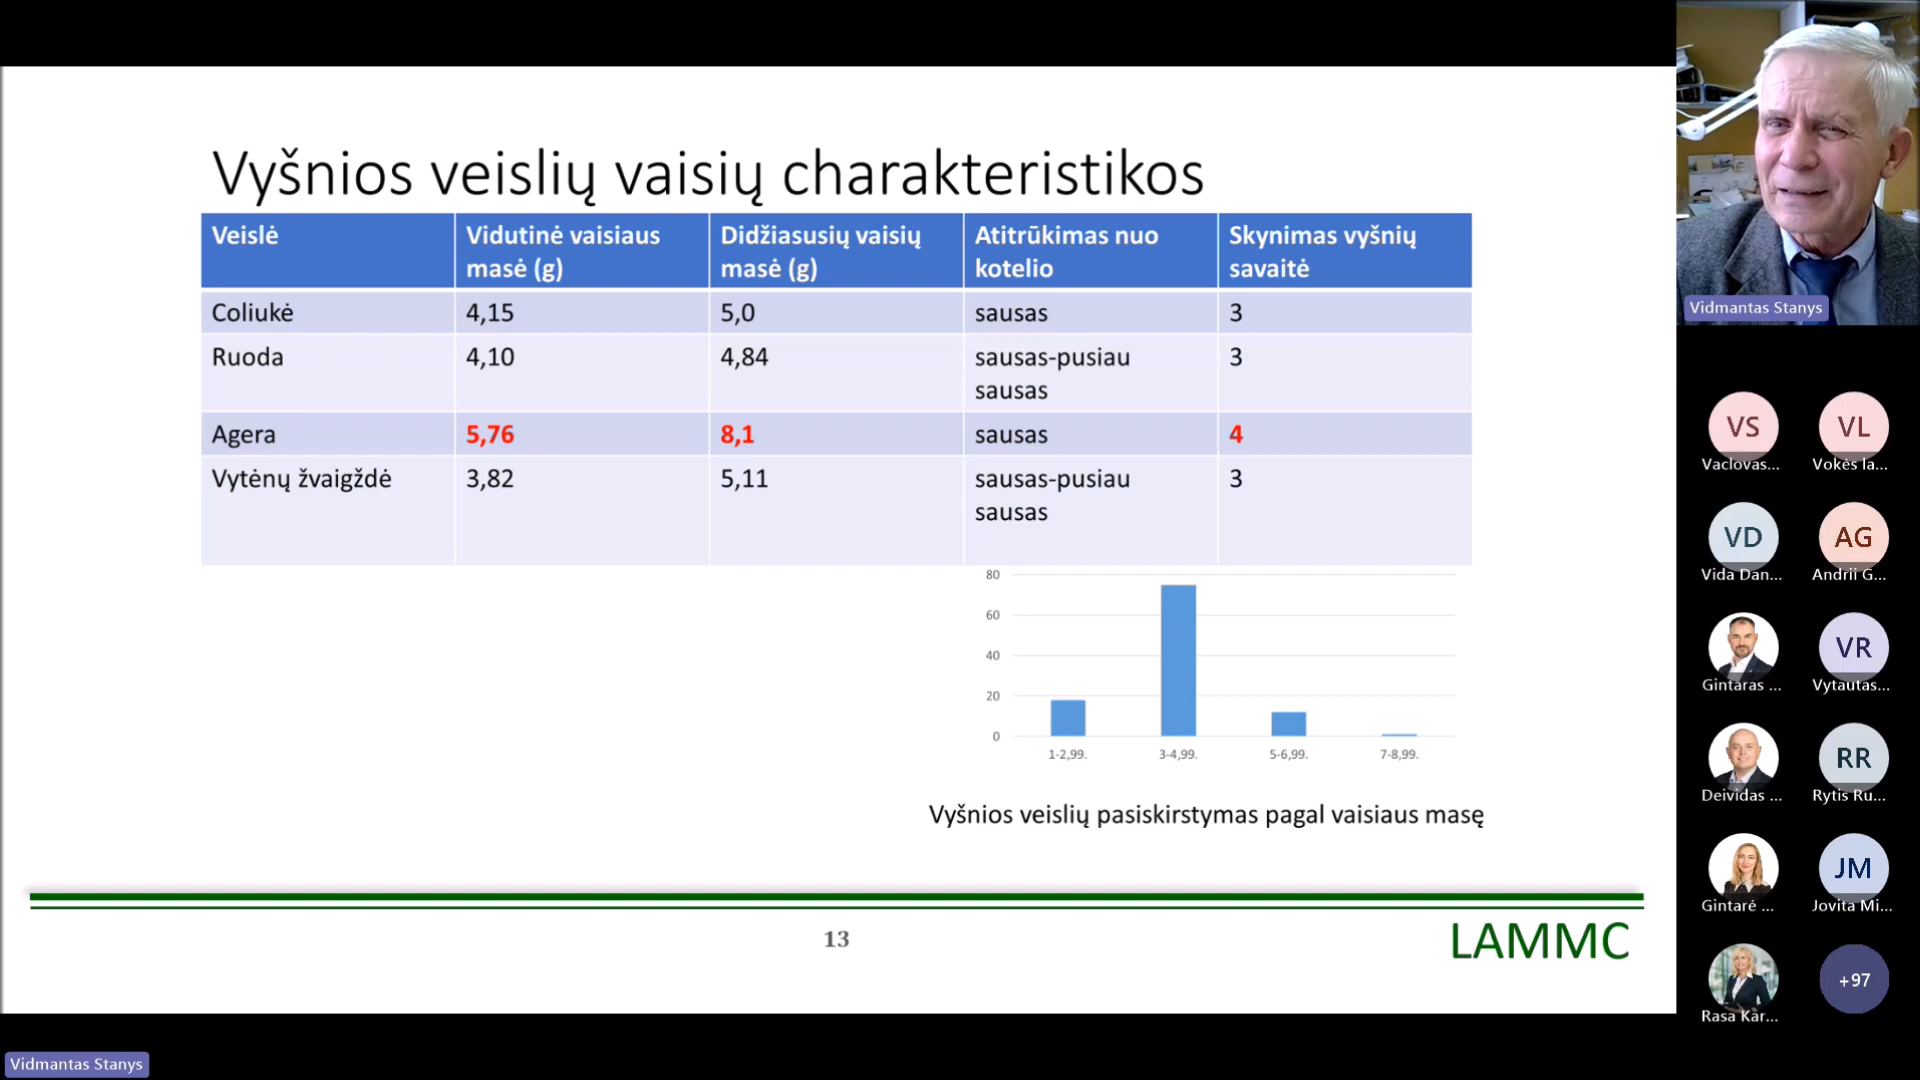 Vyšnios veislių vaisių charakteristikos
Veislė
Vidutinė vaisiaus
masė (g)
Didžiasusių vaisių
masė (g)
Atitrūkimas nuo
kotelio
Skynimas vyšnių
savaitė
Coliukė
4,15
5,0
sausas
3
Ruoda
4,10
4,84
sausas-pusiau
sausas
3
Agera
5,76
8,1
sausas
4
Vytėnų žvaigždė
3,82
5,11
sausas-pusiau
sausas
3
80
60
40
20
0
1-2,99.
3-4,99.
5-6,99.
7-8,99.
Vyšnios veislių pasiskirstymas pagal vaisiaus masę
13
LAMMC
Vidmantas Stanys
Vidmantas Stanys
VS
Vaclovas...
VL
Vokės la...
VD
Vida Dan...
AG
Andrii G...
Gintaras ...
VR
Vytautas...
Deividas ...
RR
Rytis Ru...
Gintarė ...
JM
Jovita Mi...
Rasa Kar...
+97